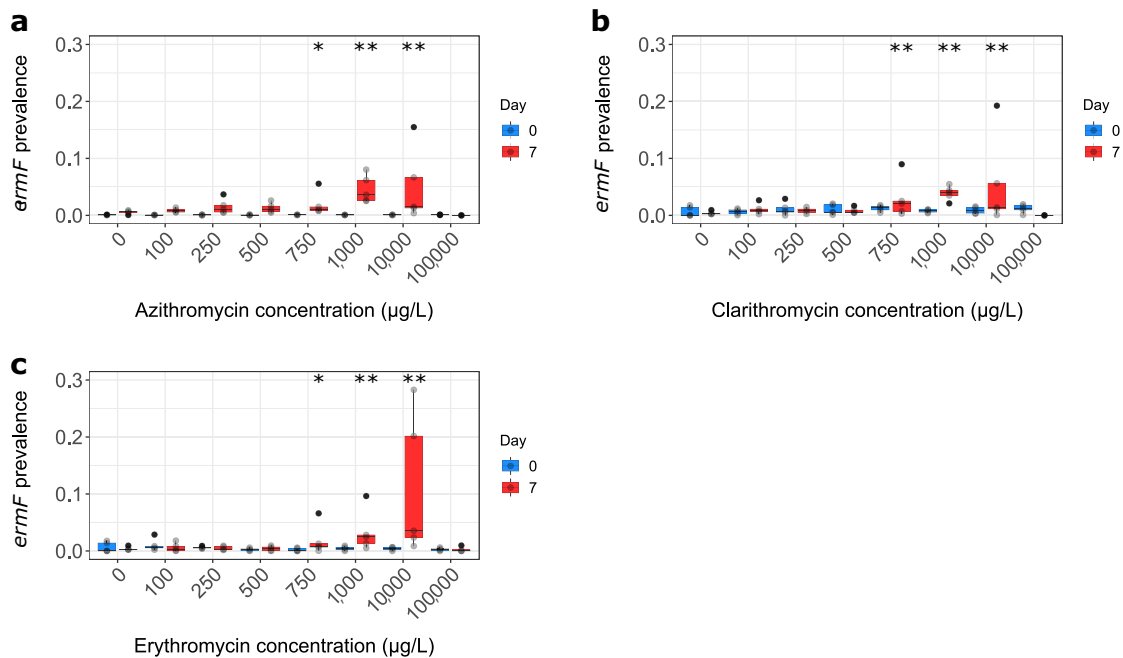 a
0.3
0.2
0.1
0.0
ermF prevalence
* ** **
0 100 250 500 750 1,000 10,000 100,000
Azithromycin concentration (µg/L)
Day
0
7
b
0.3
0.2
0.1
0.0
ermF prevalence
** ** **
0 100 250 500 750 1,000 10,000 100,000
Clarithromycin concentration (µg/L)
Day
0
7
c
0.3
0.2
0.1
0.0
ermF prevalence
* ** **
0 100 250 500 750 1,000 10,000 100,000
Erythromycin concentration (µg/L)
Day
0
7